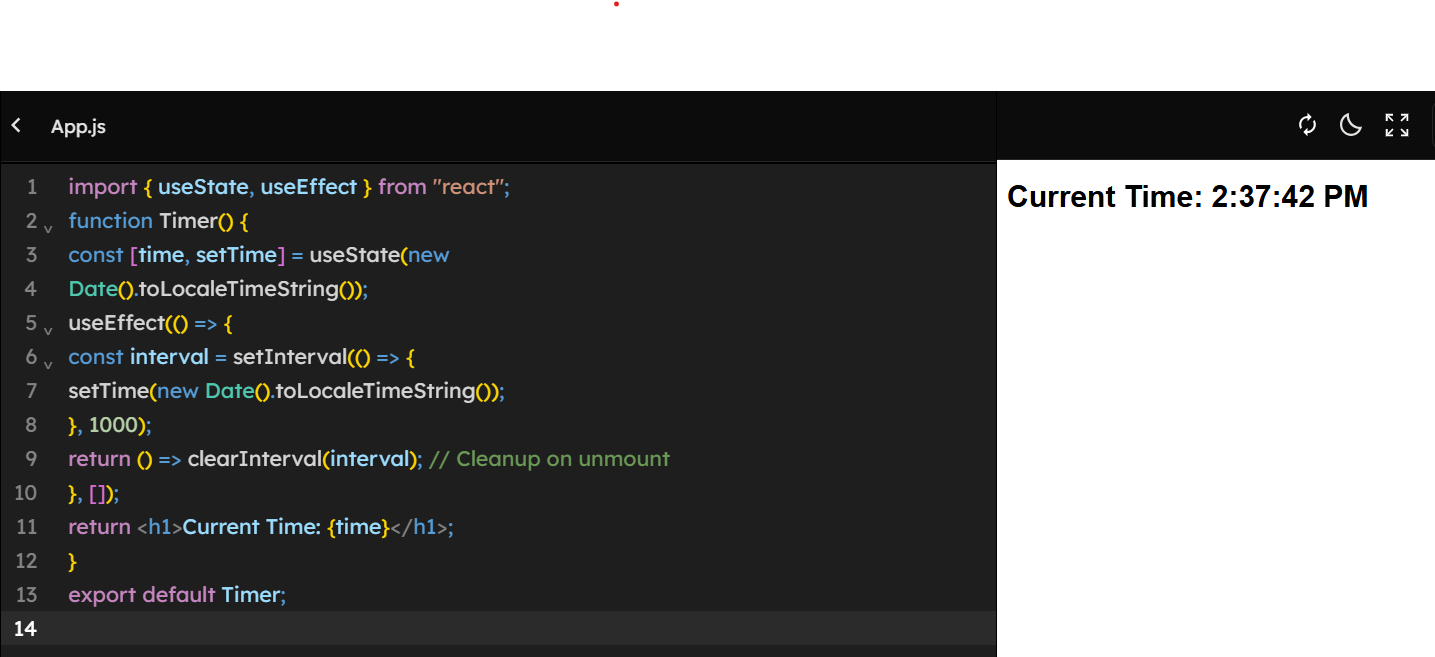 App.js
1 import { useState, useEffect } from "react";
2 function Timer() {
3 const [time, setTime] = useState(new
4 Date().toLocaleTimeString());
5 useEffect(() => {
6 const interval = setInterval(() => {
7 setTime(new Date().toLocaleTimeString());
8 }, 1000);
9 return () => clearInterval(interval); // Cleanup on unmount
10 }, []);
11 return <h1>Current Time: {time}</h1>;
12 }
13 export default Timer;
14
Current Time: 2:37:42 PM